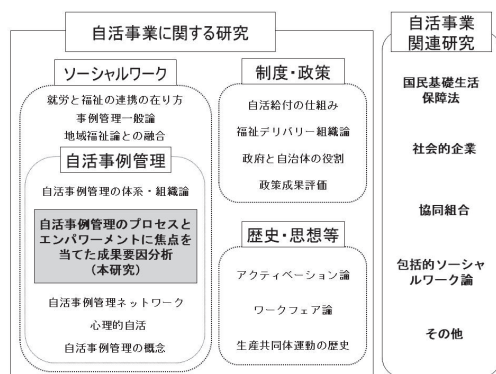 自活事業に関する研究
ソーシャルワーク
就労と福祉の連携の在り方
事例管理一般論
地域福祉論との融合
自活事例管理
自活事例管理の体系・組織論
自活事例管理のプロセスと
エンパワーメントに焦点を
当てた成果要因分析
（本研究）
自活事例管理ネットワーク
心理的自活
自活事例管理の概念
制度・政策
自活給付の仕組み
福祉デリバリー組織論
政府と自治体の役割
政策成果評価
歴史・思想等
アクティベーション論
ワークフェア論
生産共同体運動の歴史
自活事業
関連研究
国民基礎生活
保障法
社会的企業
協同組合
包括的ソーシャ
ルワーク論
その他